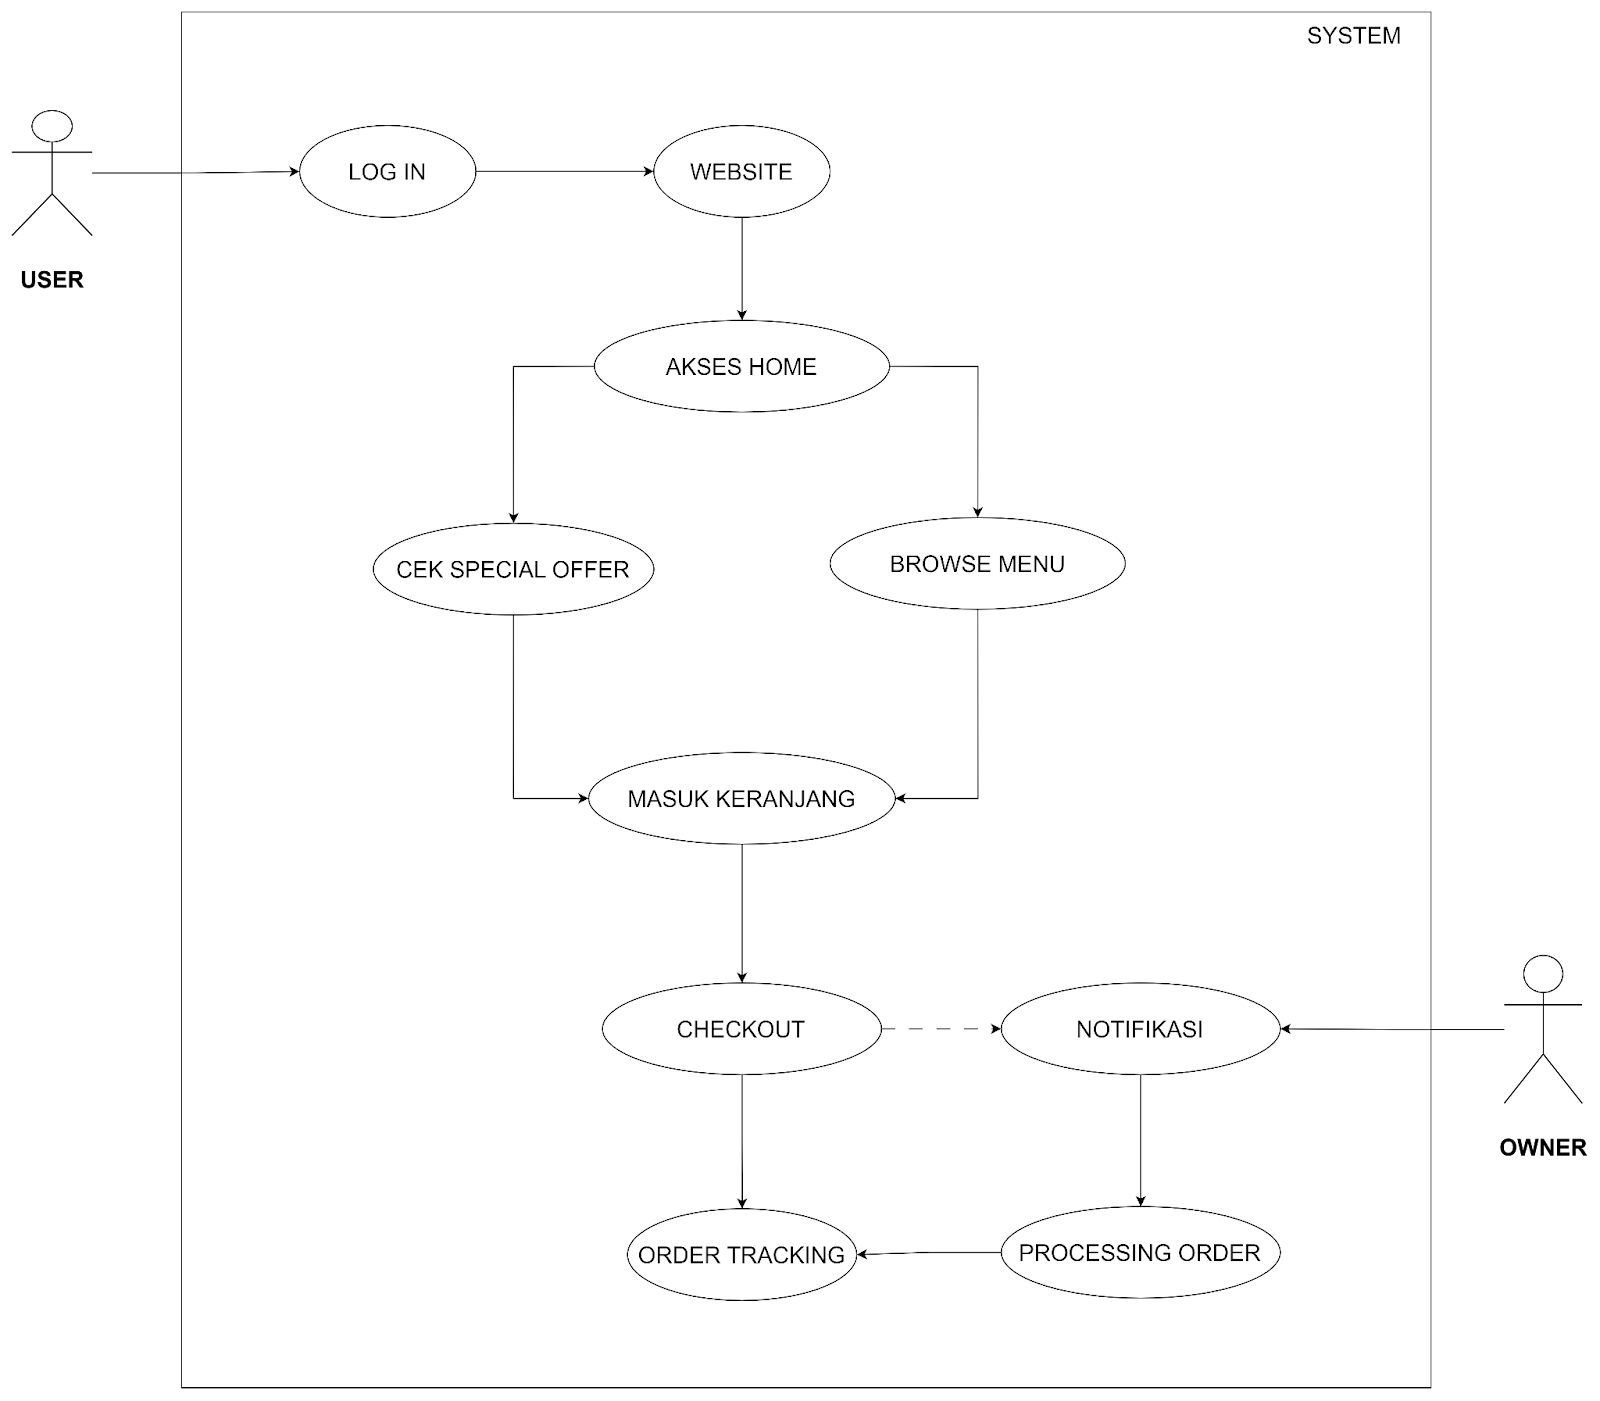 SYSTEM
LOG IN
WEBSITE
USER
AKSES HOME
CEK SPECIAL OFFER
BROWSE MENU
MASUK KERANJANG
CHECKOUT
NOTIFIKASI
OWNER
ORDER TRACKING
PROCESSING ORDER